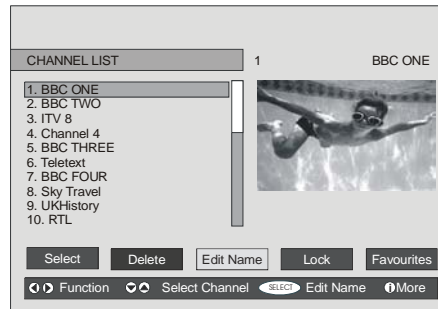 CHANNEL LIST
1 BBC ONE
1. BBC ONE
2. BBC TWO
3. ITV 8
4. Channel 4
5. BBC THREE
6. Teletext
7. BBC FOUR
8. Sky Travel
9. UKHistory
10. RTL
Select Delete Edit Name Lock Favourites
Function Select Channel SELECT Edit Name i More